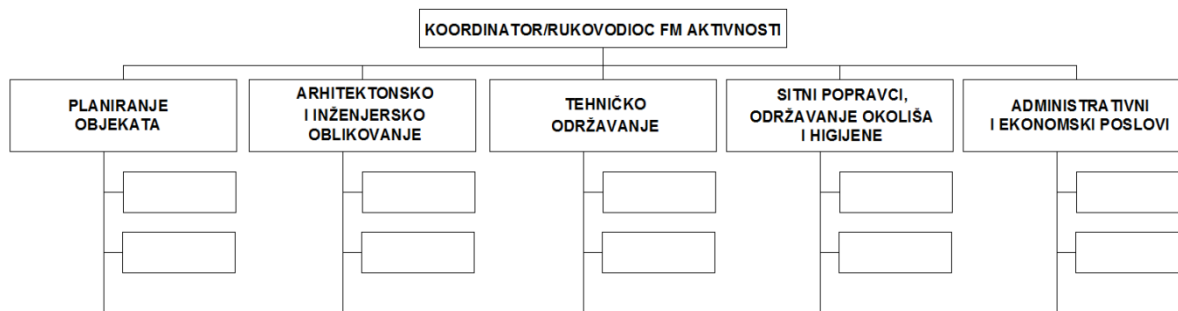 KOORDINATOR/RUKOVODIOC FM AKTIVNOSTI
PLANIRANJE
OBJEKATA
ARHITEKTONSKO
I INŽENJERSKO
OBLIKOVANJE
TEHNIČKO
ODRŽAVANJE
SITNI POPRAVCI,
ODRŽAVANJE OKOLIŠA
I HIGIJENE
ADMINISTRATIVNI
I EKONOMSKI POSLOVI